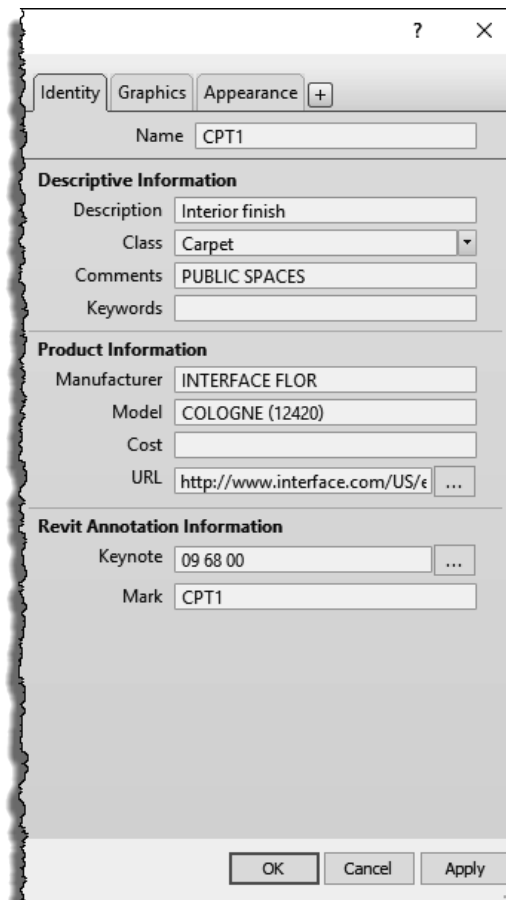 ?
Identity Graphics Appearance +
Name CPT1
Descriptive Information
Description Interior finish
Class Carpet
Comments PUBLIC SPACES
Keywords
Product Information
Manufacturer INTERFACE FLOR
Model COLOGNE (12420)
Cost
URL http://www.interface.com/US/e ...
Revit Annotation Information
Keynote 09 68 00 ...
Mark CPT1
OK Cancel Apply